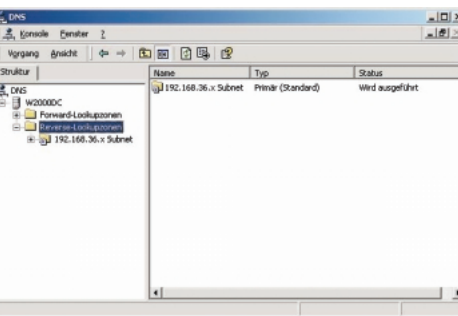 DNS
Konsole Fenster ?
Vorgang Ansicht
Struktur
Name Typ Status
DNS
W2000DC
Forward-Lookupzonen
Reverse-Lookupzonen
192.168.36.x Subnet
192.168.36.x Subnet Primär (Standard) Wird ausgeführt